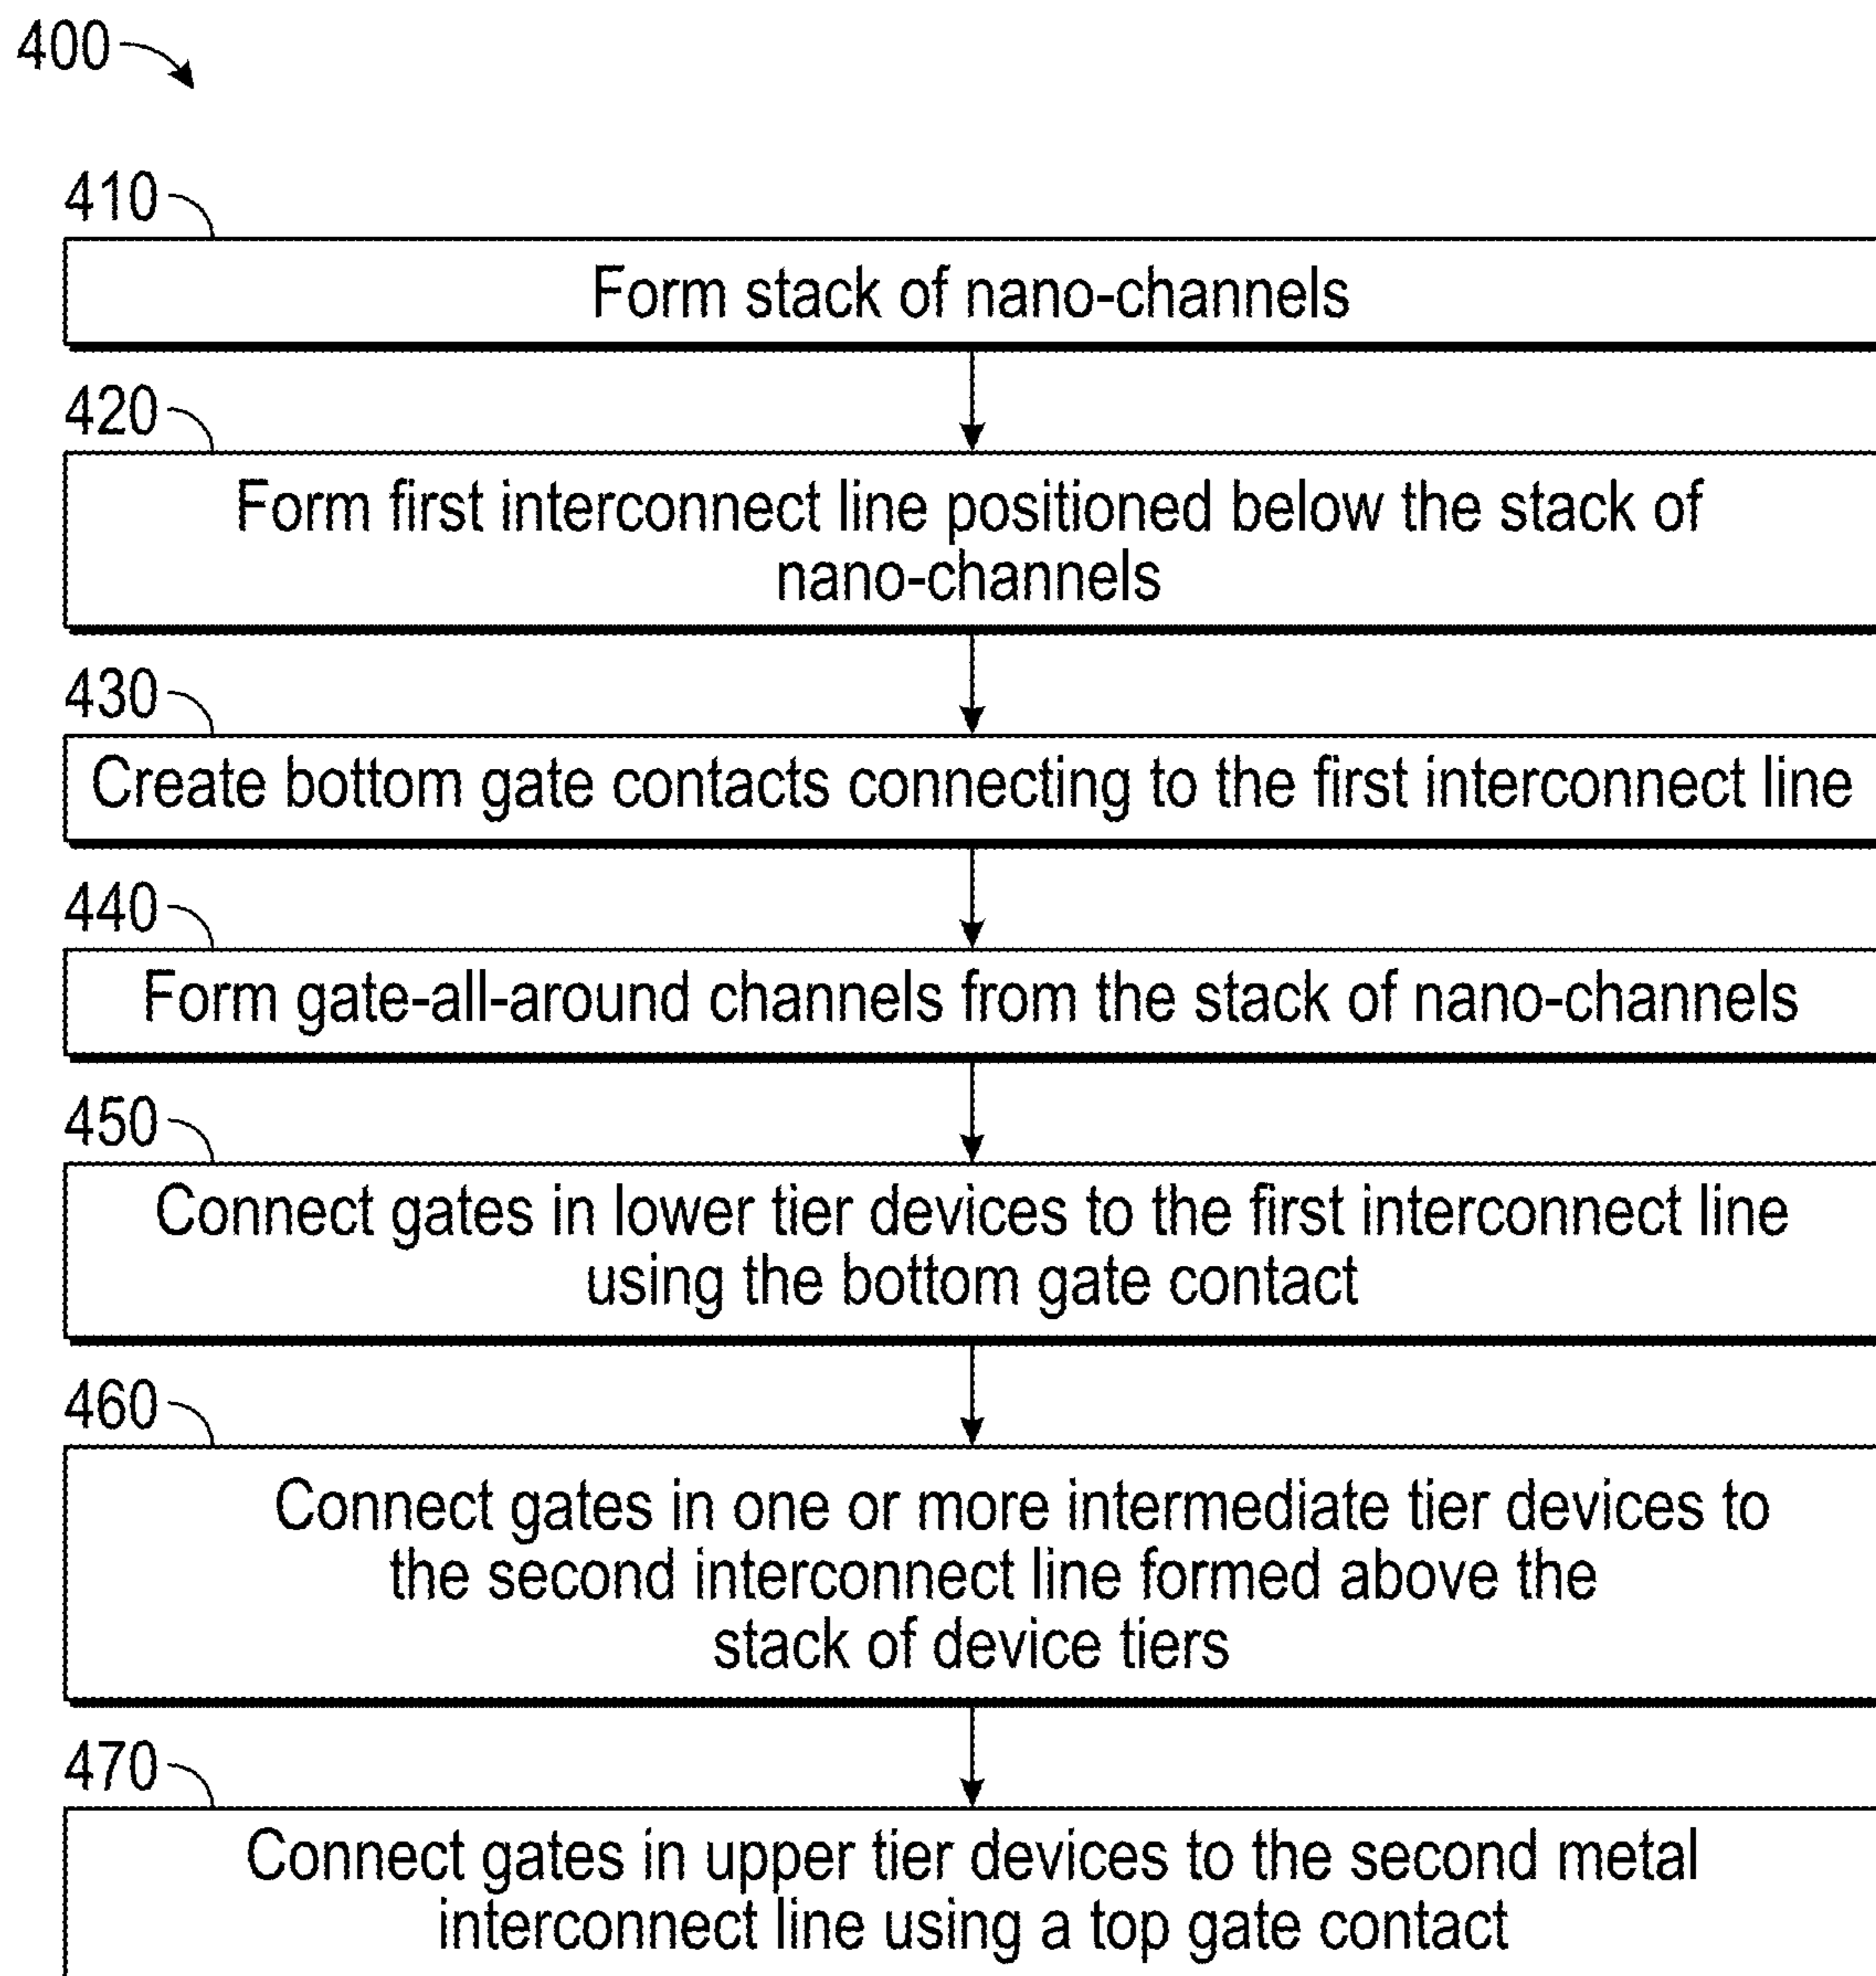 400
410
Form stack of nano-channels
420
Form first interconnect line positioned below the stack of
nano-channels
430
Create bottom gate contacts connecting to the first interconnect line
440
Form gate-all-around channels from the stack of nano-channels
450
Connect gates in lower tier devices to the first interconnect line
using the bottom gate contact
460
Connect gates in one or more intermediate tier devices to
the second interconnect line formed above the
stack of device tiers
470
Connect gates in upper tier devices to the second metal
interconnect line using a top gate contact